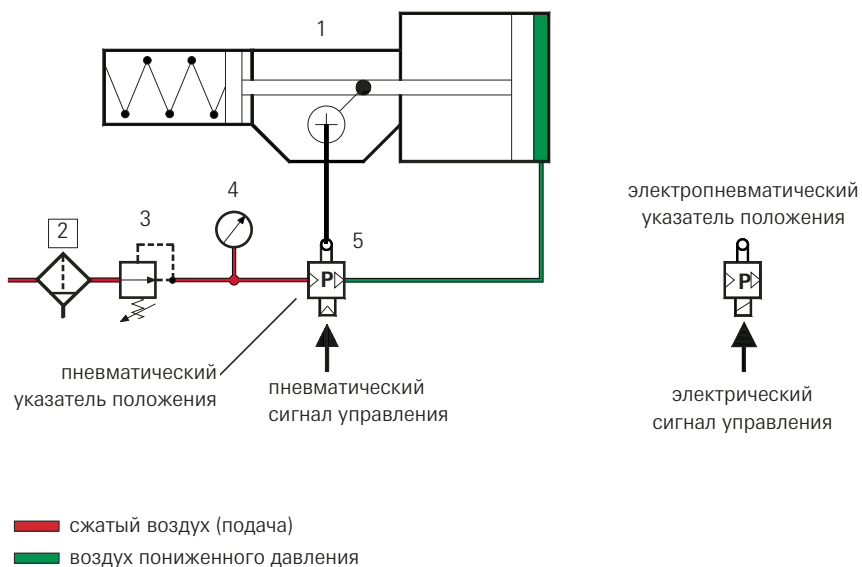 1
4
3
2
5
P
электропневматический
указатель положения
P
пневматический
указатель положения
пневматический
сигнал управления
электрический
сигнал управления
сжатый воздух (подача)
воздух пониженного давления